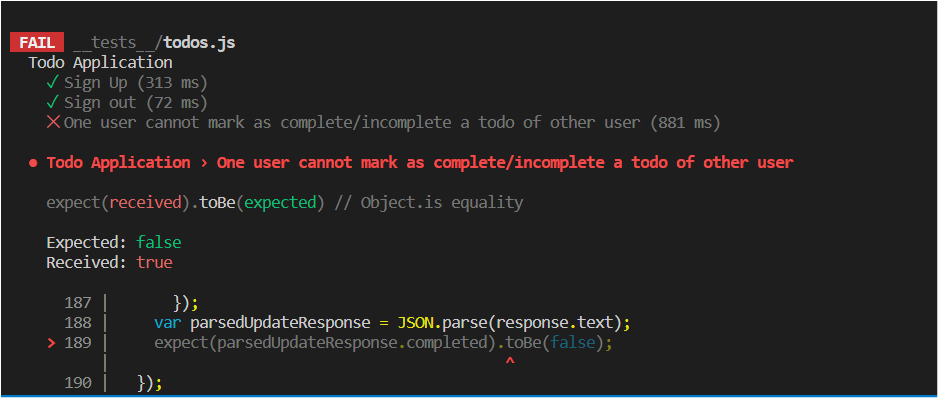 FAIL __tests__/todos.js
Todo Application
✓ Sign Up (313 ms)
✓ Sign out (72 ms)
✕ One user cannot mark as complete/incomplete a todo of other user (881 ms)
● Todo Application › One user cannot mark as complete/incomplete a todo of other user
expect(received).toBe(expected) // Object.is equality
Expected: false
Received: true
187 | });
188 | var parsedUpdateResponse = JSON.parse(response.text);
> 189 | expect(parsedUpdateResponse.completed).toBe(false);
| ^
190 | });